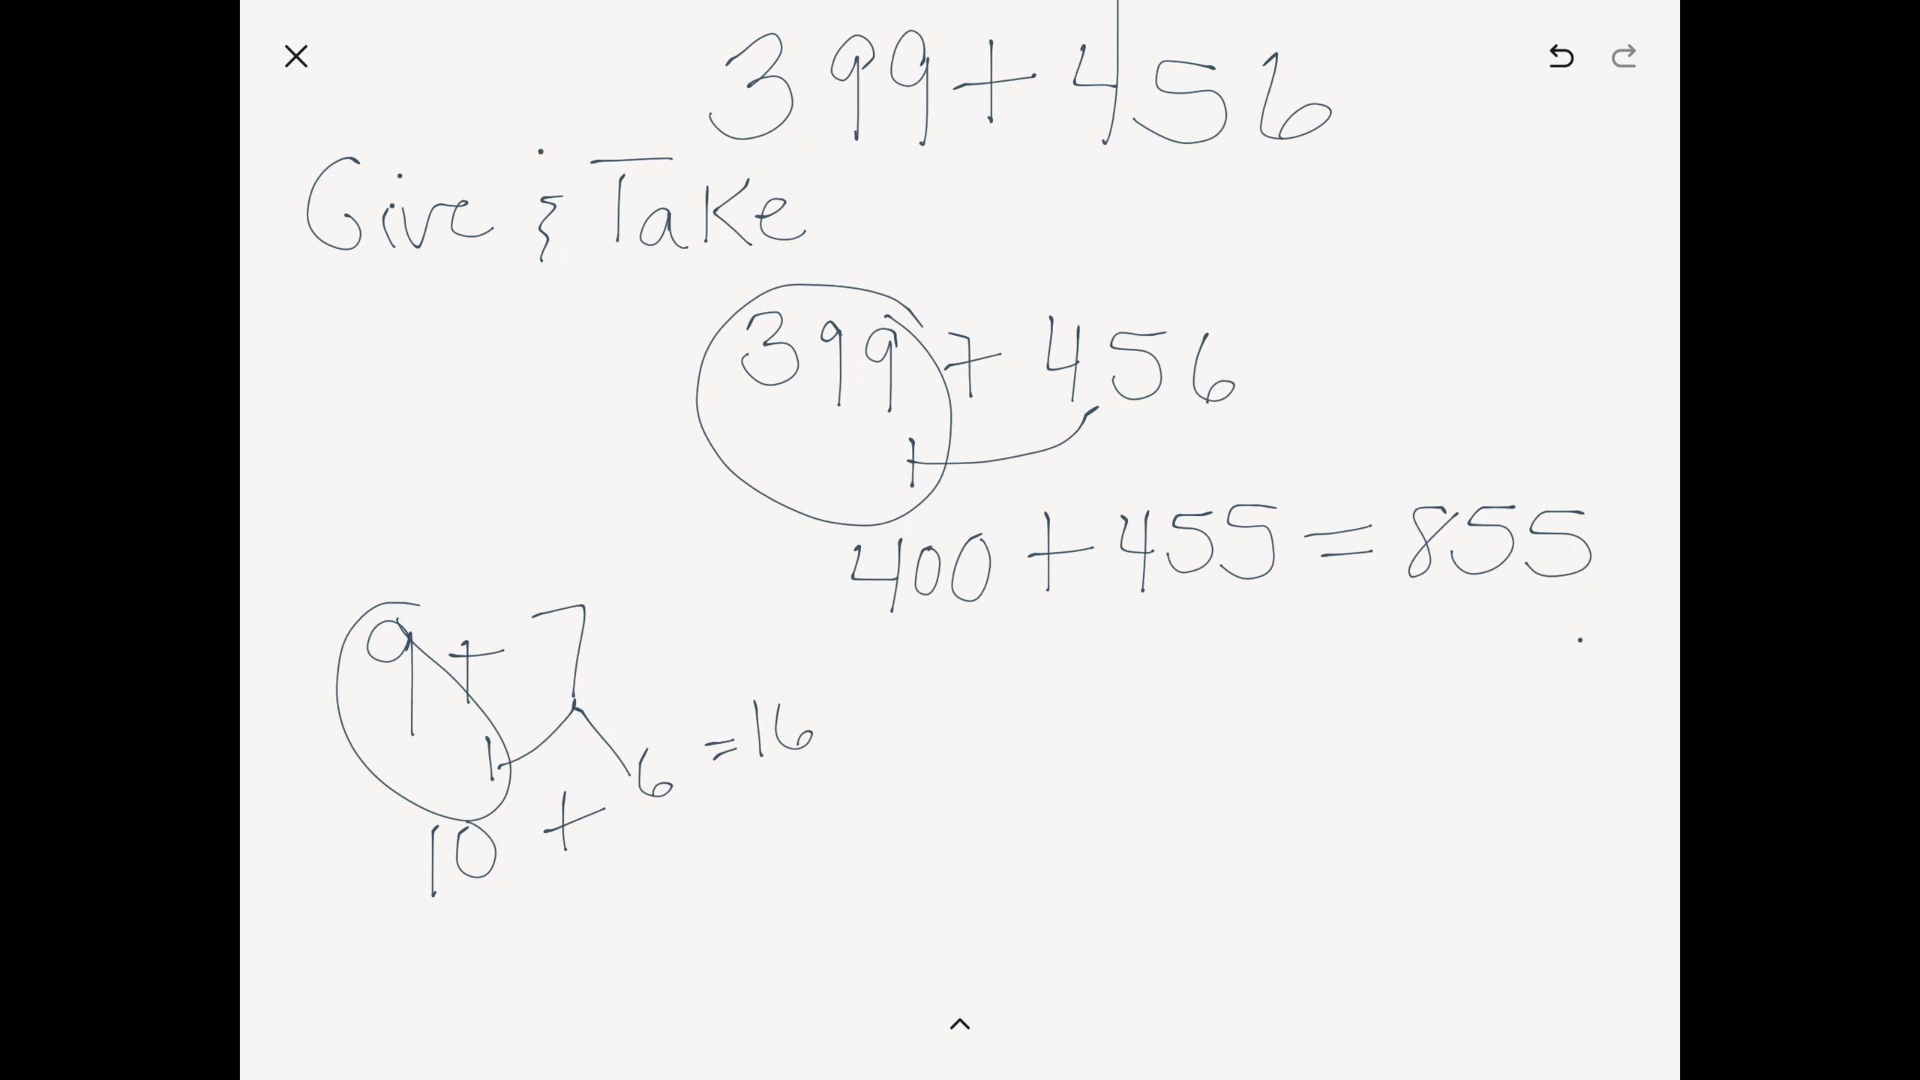 399+456
Give & Take
399 + 456
1
400 + 455 = 855
9 + 7
1 6 = 16
10 +